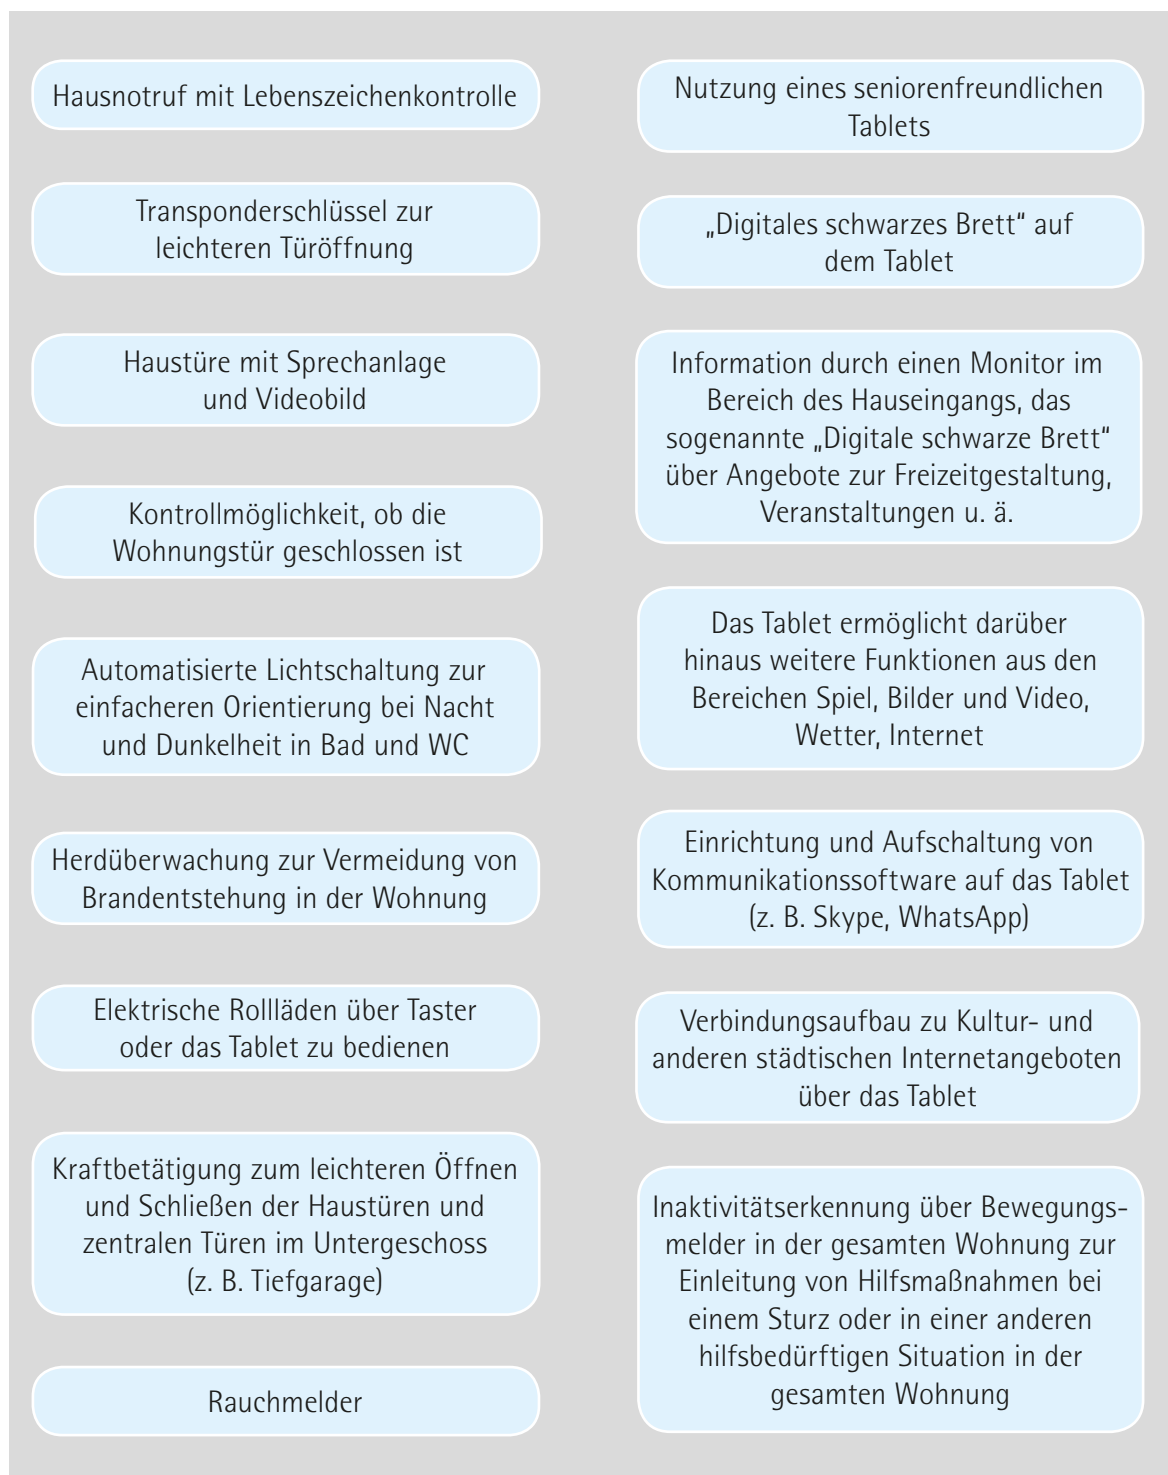 Hausnotruf mit Lebenszeichenkontrolle
Transponderschlüssel zur
leichteren Türöffnung
Haustüre mit Sprechanlage
und Videobild
Kontrollmöglichkeit, ob die
Wohnungstür geschlossen ist
Automatisierte Lichtschaltung zur
einfacheren Orientierung bei Nacht
und Dunkelheit in Bad und WC
Herdüberwachung zur Vermeidung von
Brandentstehung in der Wohnung
Elektrische Rollläden über Taster
oder das Tablet zu bedienen
Kraftbetätigung zum leichteren Öffnen
und Schließen der Haustüren und
zentralen Türen im Untergeschoss
(z. B. Tiefgarage)
Rauchmelder
Nutzung eines seniorenfreundlichen
Tablets
„Digitales schwarzes Brett“ auf
dem Tablet
Information durch einen Monitor im
Bereich des Hauseingangs, das
sogenannte „Digitale schwarze Brett“
über Angebote zur Freizeitgestaltung,
Veranstaltungen u. ä.
Das Tablet ermöglicht darüber
hinaus weitere Funktionen aus den
Bereichen Spiel, Bilder und Video,
Wetter, Internet
Einrichtung und Aufschaltung von
Kommunikationssoftware auf das Tablet
(z. B. Skype, WhatsApp)
Verbindungsaufbau zu Kultur- und
anderen städtischen Internetangeboten
über das Tablet
Inaktivitätserkennung über Bewegungs-
melder in der gesamten Wohnung zur
Einleitung von Hilfsmaßnahmen bei
einem Sturz oder in einer anderen
hilfsbedürftigen Situation in der
gesamten Wohnung